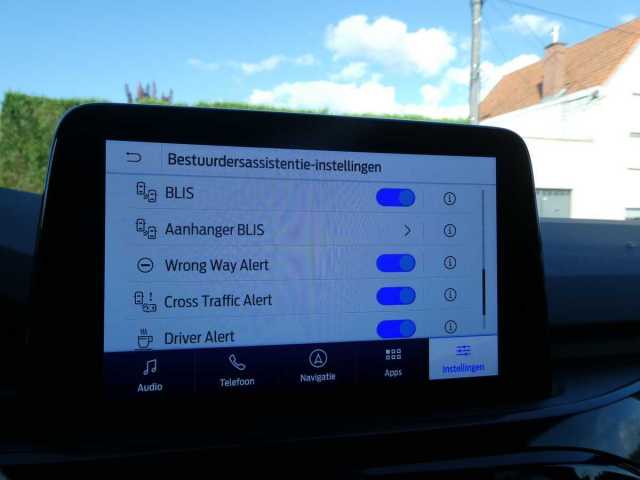 Bestuurdersassistentie-instellingen
BLIS
Aanhanger BLIS
Wrong Way Alert
Cross Traffic Alert
Driver Alert
Audio
Telefoon
Navigatie
Apps
Instellingen